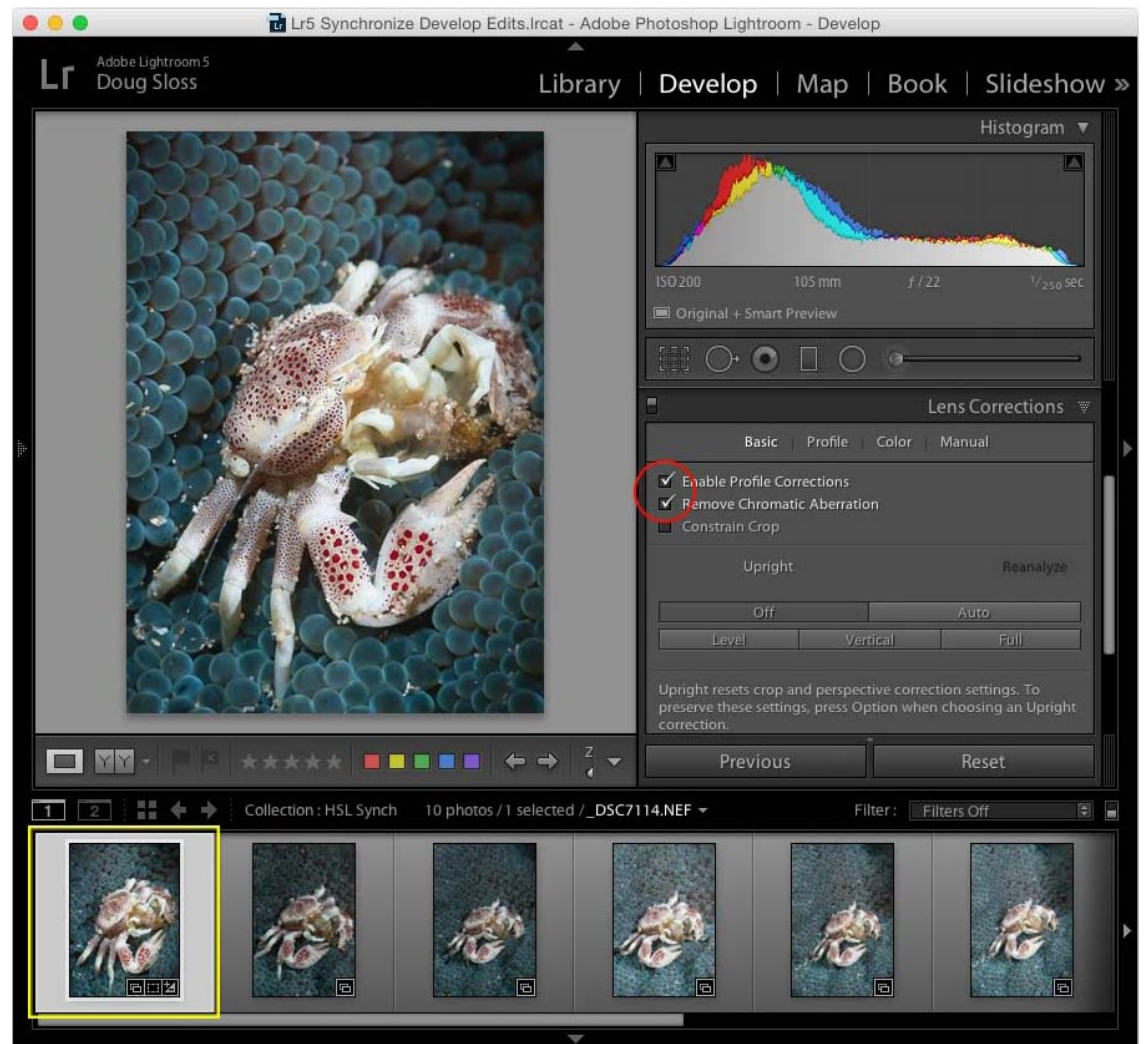 Lr5 Synchronize Develop Edits.lrcat - Adobe Photoshop Lightroom - Develop
Lr
Adobe Lightroom 5
Doug Sloss
Library | Develop | Map | Book | Slideshow »
Histogram
ISO 200 105 mm ƒ / 22 1/250 sec
Original + Smart Preview
Lens Corrections
Basic | Profile | Color | Manual
Enable Profile Corrections
Remove Chromatic Aberration
Constrain Crop
Upright Reanalyze
Off Auto
Level Vertical Full
Upright resets crop and perspective correction settings. To
preserve these settings, press Option when choosing an Upright
correction.
YY
Z
Previous Reset
1 2 Collection : HSL Synch 10 photos / 1 selected / _DSC7114.NEF Filter : Filters Off